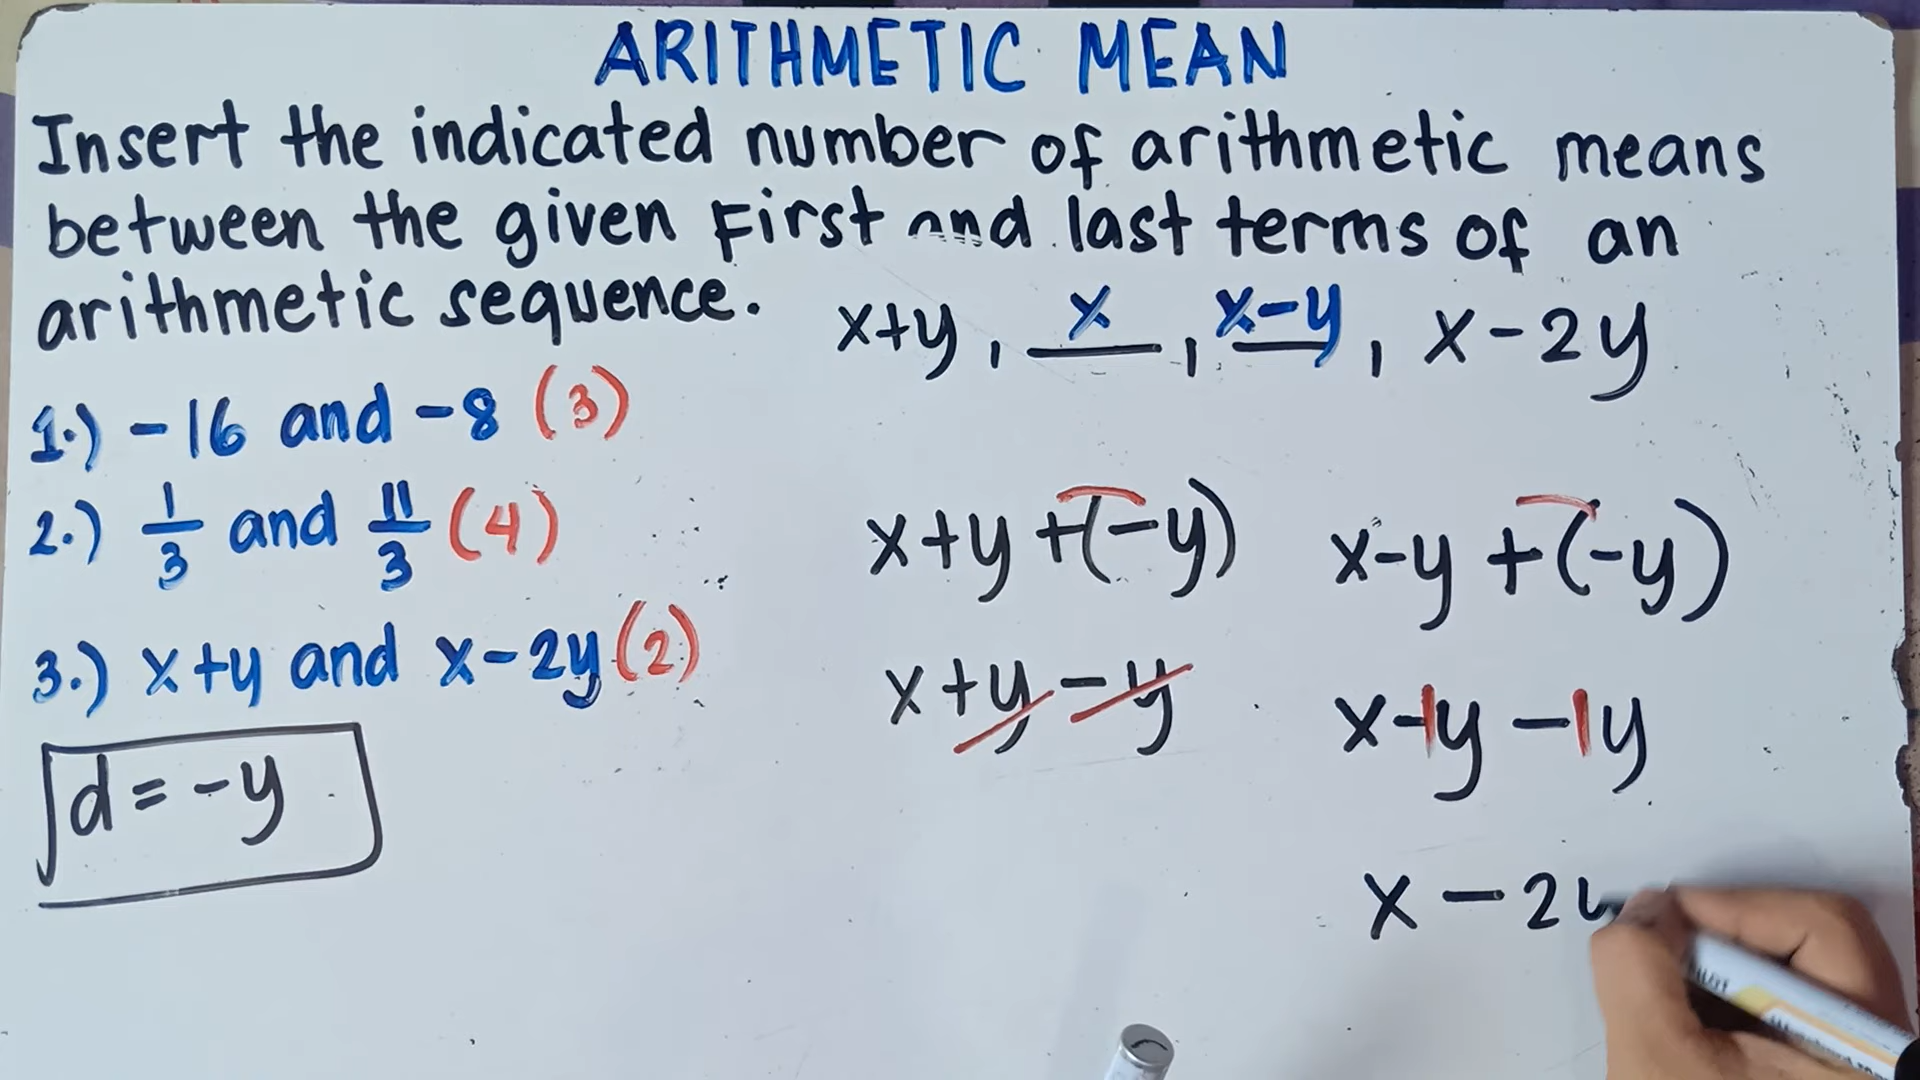 ARITHMETIC MEAN
Insert the indicated number of arithmetic means
between the given First and last terms of an
arithmetic sequence.
x+y, x, x-y, x-2y
1.) -16 and -8 (3)
2.) 1/3 and 11/3 (4)
3.) x+y and x-2y (2)
d = -y
x+y+(-y)
x+y-y
x-y+(-y)
x-1y-1y
x-2y